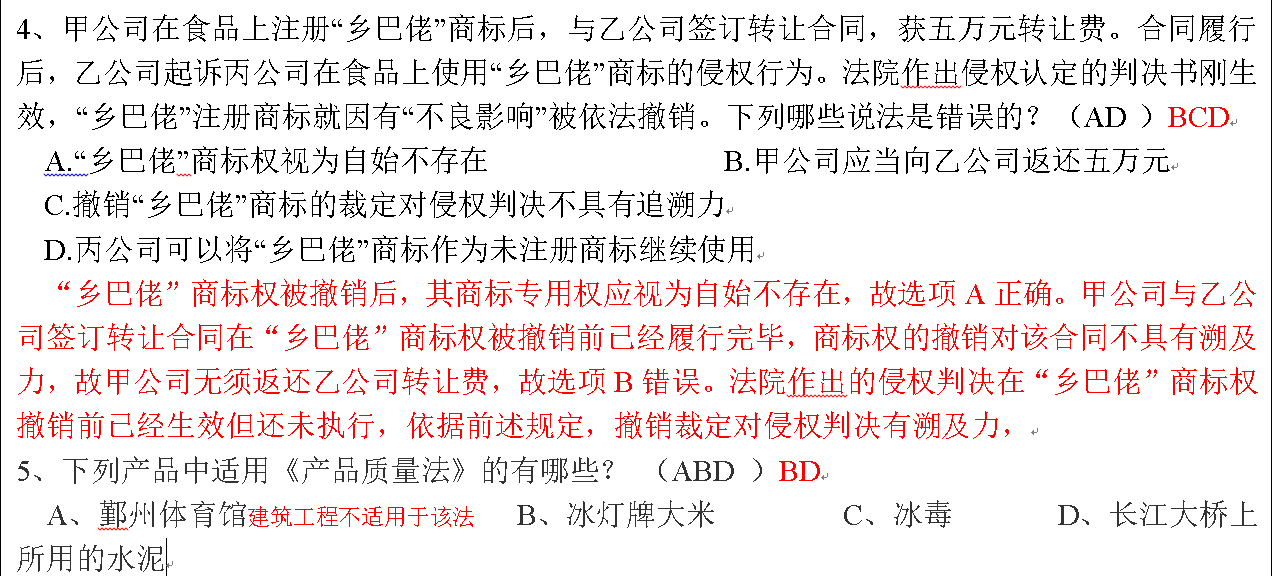 4、甲公司在食品上注册“乡巴佬”商标后，与乙公司签订转让合同，获五万元转让费。合同履行
后，乙公司起诉丙公司在食品上使用“乡巴佬”商标的侵权行为。法院作出侵权认定的判决书刚生
效，“乡巴佬”注册商标就因有“不良影响”被依法撤销。下列哪些说法是错误的？（AD ）BCD
A.“乡巴佬”商标权视为自始不存在 B.甲公司应当向乙公司返还五万元
C.撤销“乡巴佬”商标的裁定对侵权判决不具有追溯力
D.丙公司可以将“乡巴佬”商标作为未注册商标继续使用
“乡巴佬”商标权被撤销后，其商标专用权应视为自始不存在，故选项 A 正确。甲公司与乙公
司签订转让合同在“乡巴佬”商标权被撤销前已经履行完毕，商标权的撤销对该合同不具有溯及
力，故甲公司无须返还乙公司转让费，故选项 B 错误。法院作出的侵权判决在“乡巴佬”商标权
撤销前已经生效但还未执行，依据前述规定，撤销裁定对侵权判决有溯及力，
5、下列产品中适用《产品质量法》的有哪些？ （ABD ）BD
A、鄞州体育馆建筑工程不适用于该法 B、冰灯牌大米 C、冰毒 D、长江大桥上
所用的水泥